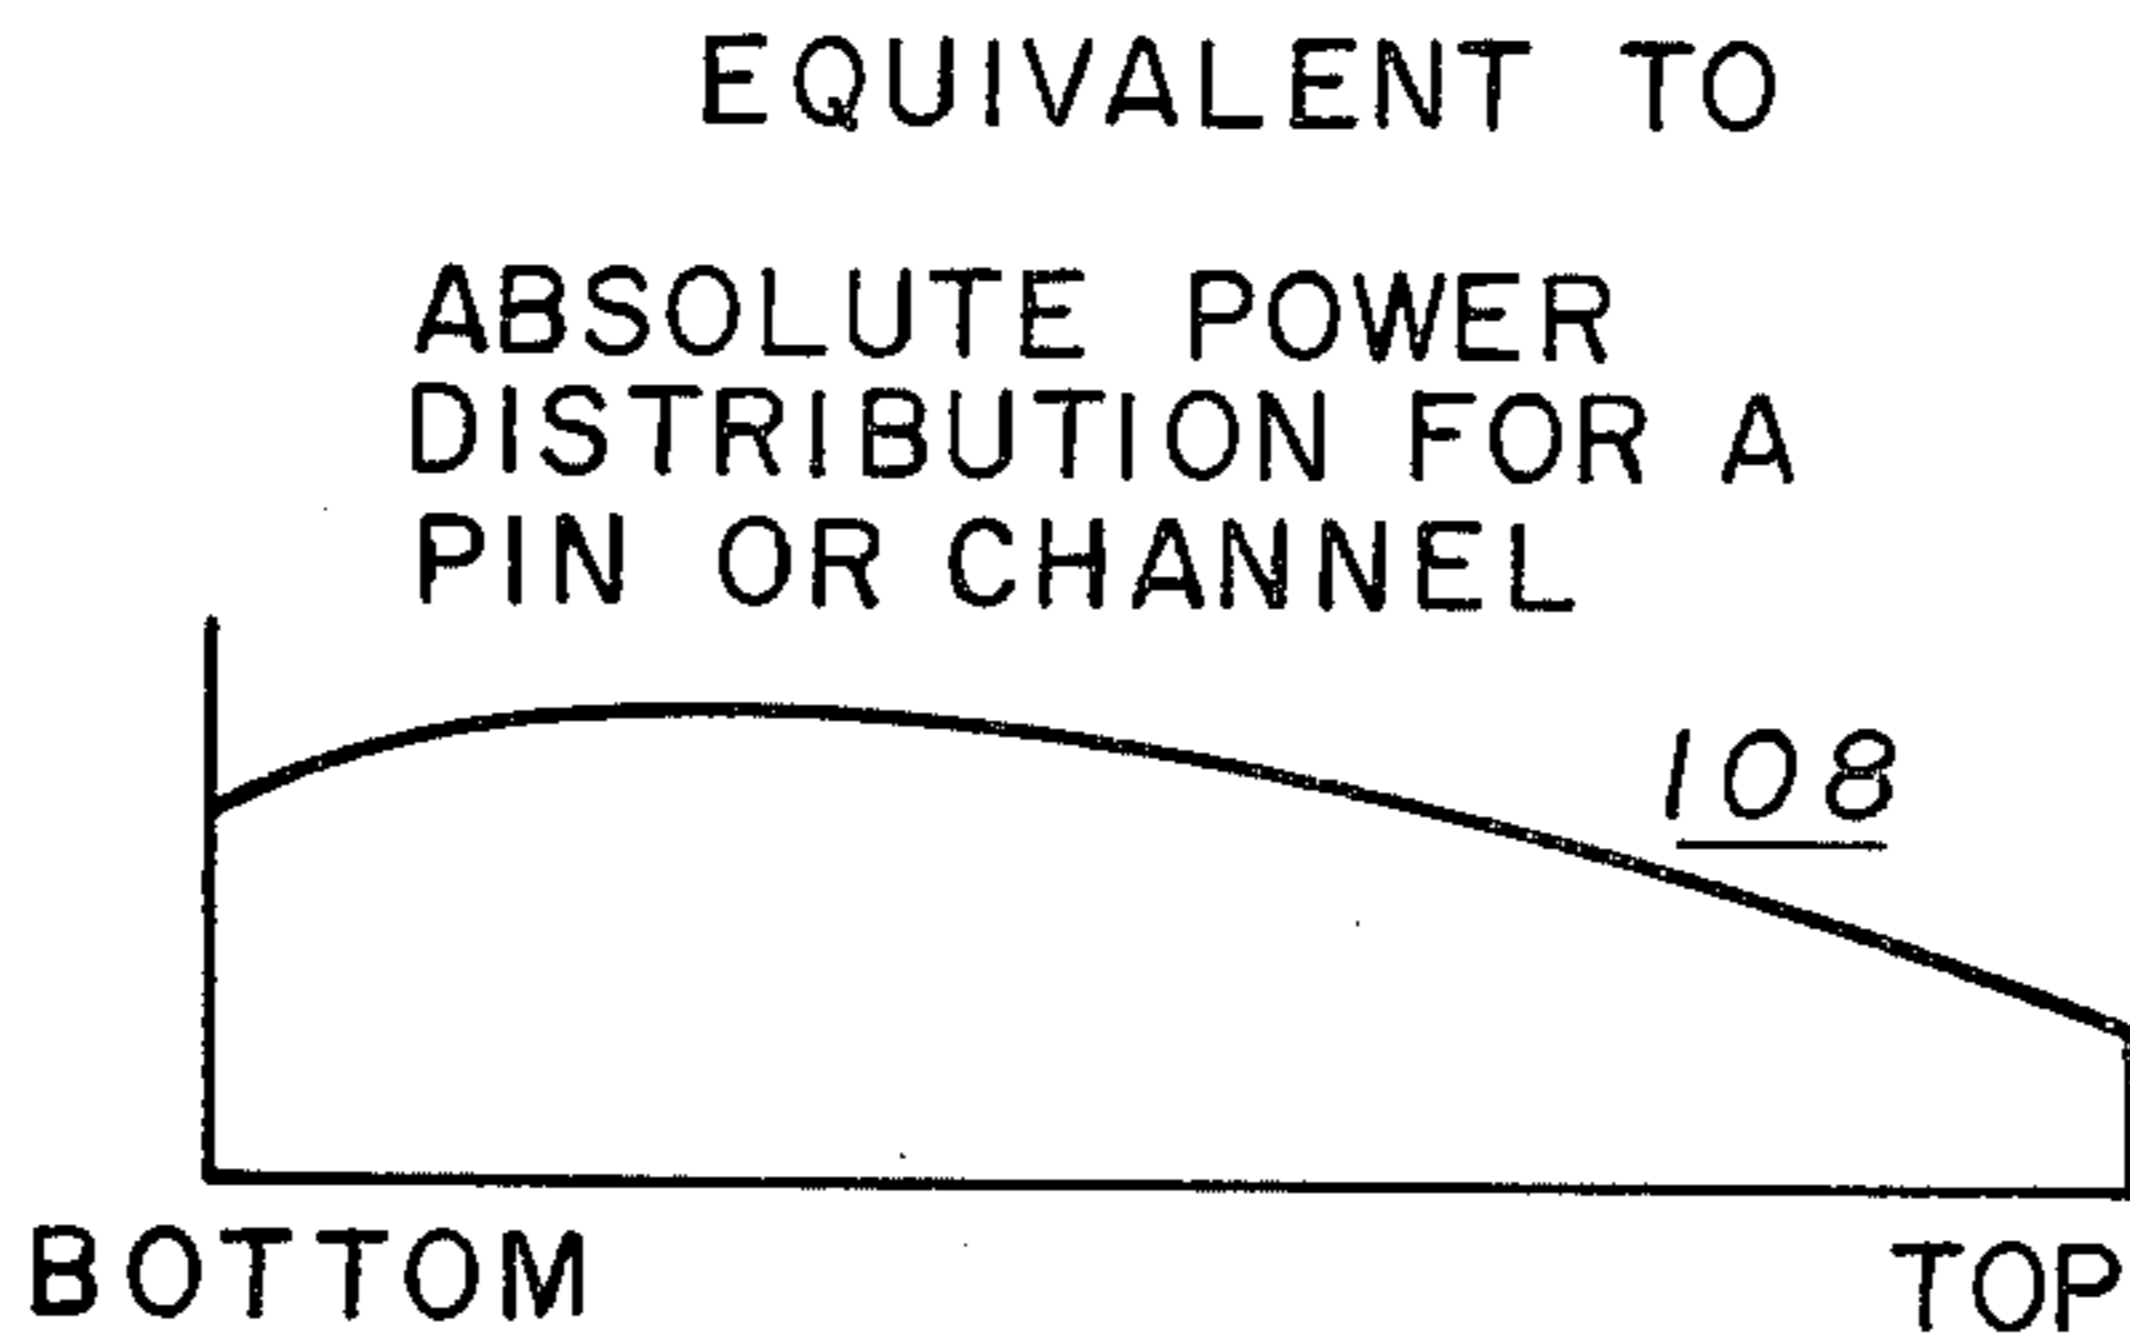 EQUIVALENT TO
ABSOLUTE POWER
DISTRIBUTION FOR A
PIN OR CHANNEL
108
BOTTOM
TOP